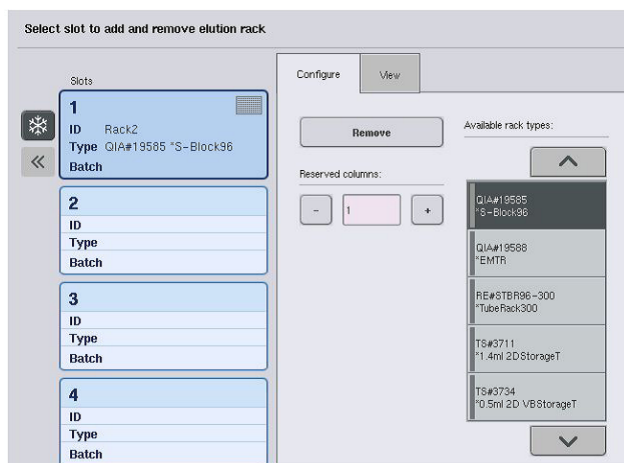 Select slot to add and remove elution rack
Slots
1
ID Rack2
Type QIA#19585 *S-Block96
Batch
2
ID
Type
Batch
3
ID
Type
Batch
4
ID
Type
Batch
Configure
View
Remove
Reserved columns:
- 1 +
Available rack types:
QIA#19585
*S-Block96
QIA#19588
*EMTR
RE#STBR96-300
*TubeRack300
TS#3711
*1.4ml 2DStorageT
TS#3734
*0.5ml 2D VBStorageT